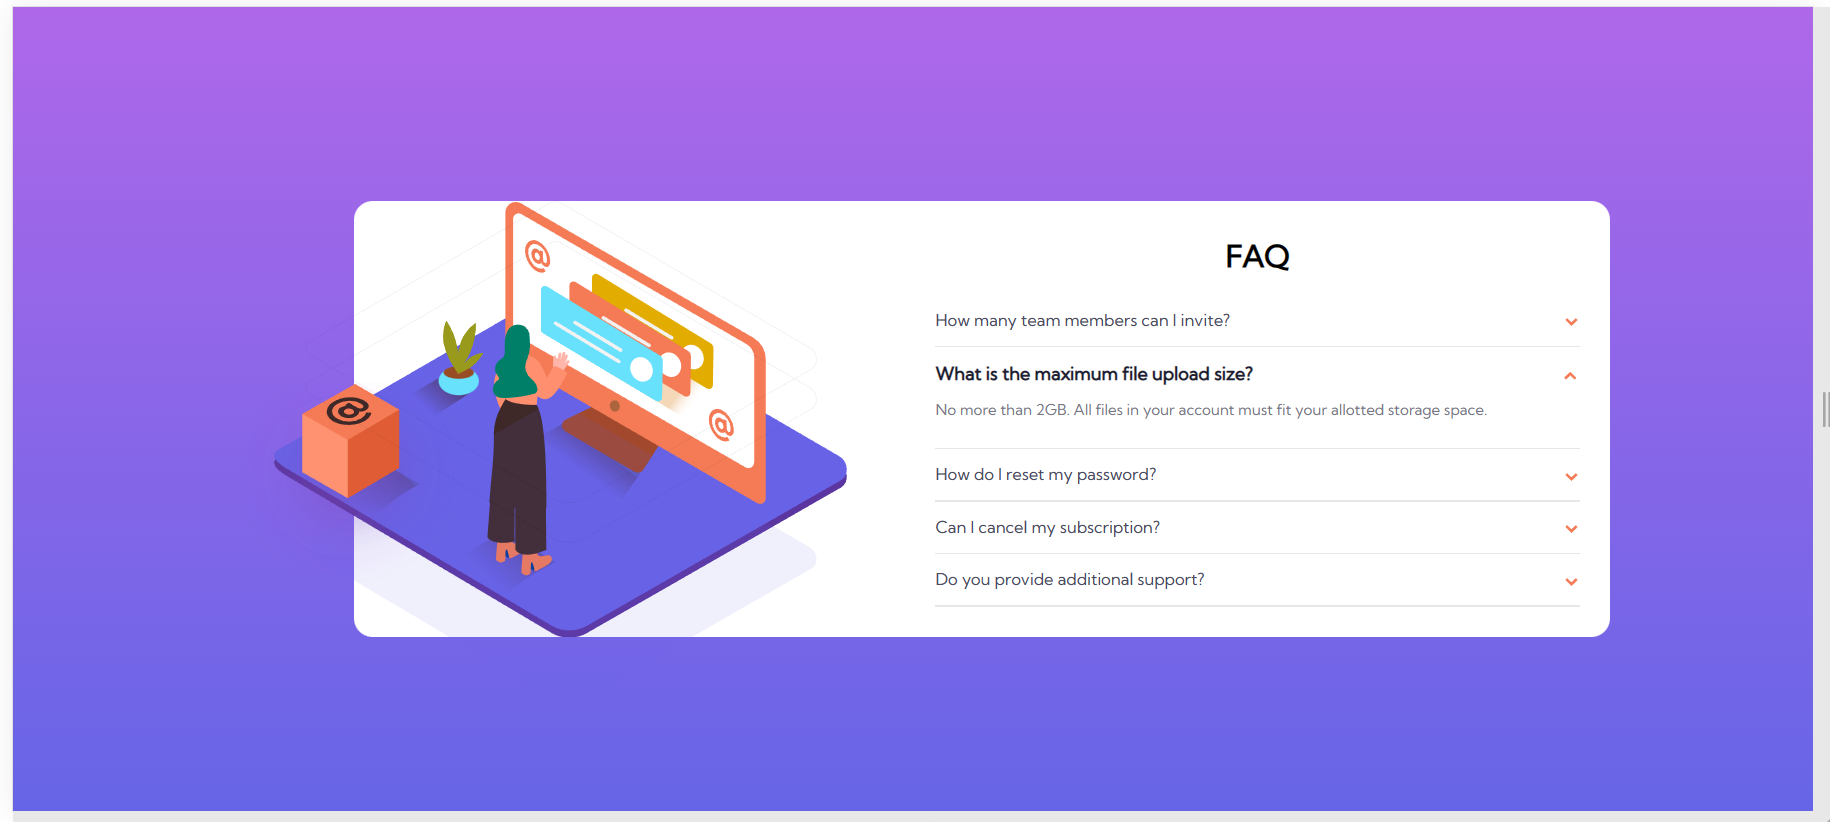 @
@
@
FAQ
How many team members can I invite?
What is the maximum file upload size?
No more than 2GB. All files in your account must fit your allotted storage space.
How do I reset my password?
Can I cancel my subscription?
Do you provide additional support?